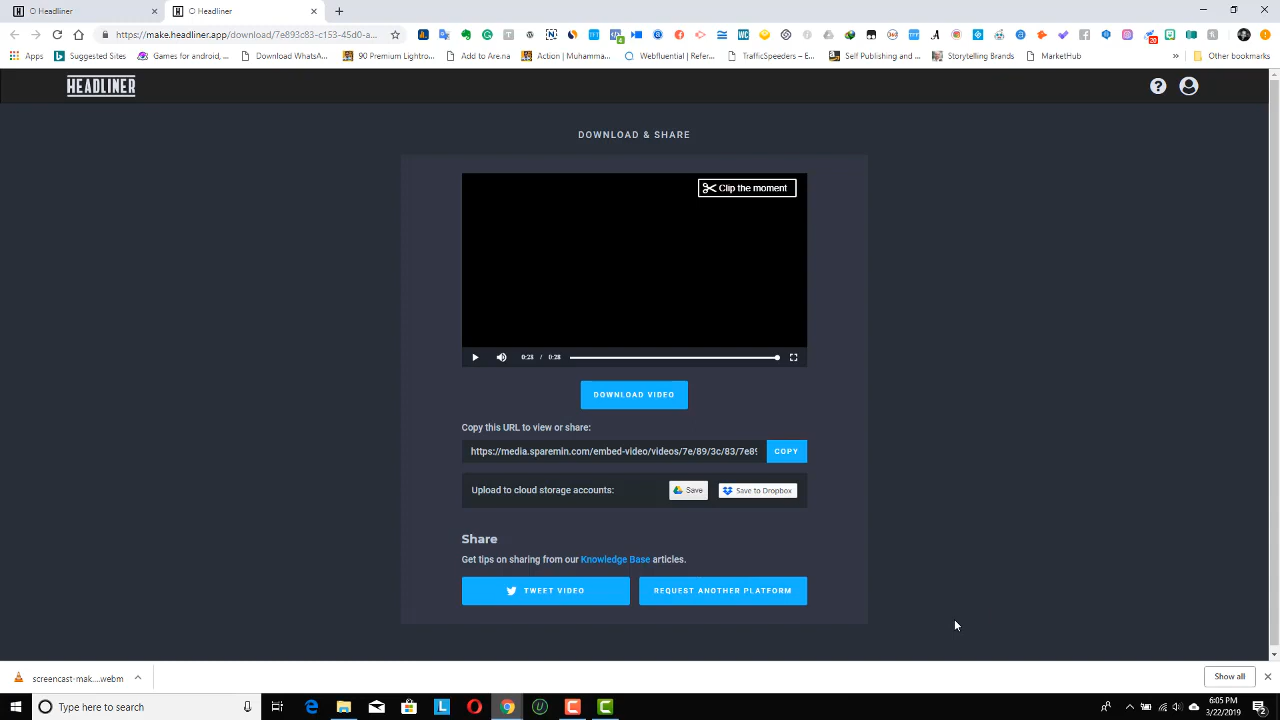 Headliner
Headliner
https://make.headliner.app/download/7e893c83-c153-45d0-a...
Apps
Suggested Sites
Games for android, ...
Download WhatsA...
90 Premium Lightro...
Action | Muhamma...
Add to Are.na
Webfluential | Refer...
TrafficSpeeders – E...
Self Publishing and ...
Storytelling Brands
MarketHub
»
Other bookmarks
HEADLINER
?
DOWNLOAD & SHARE
Clip the moment
0:28 / 0:28
DOWNLOAD VIDEO
Copy this URL to view or share:
https://media.sparemin.com/embed-video/videos/7e/89/3c/83/7e89
COPY
Upload to cloud storage accounts:
Save
Save to Dropbox
Share
Get tips on sharing from our Knowledge Base articles.
TWEET VIDEO
REQUEST ANOTHER PLATFORM
screencast-mak....webm
Show all
Type here to search
6:05 PM
3/22/2019
2